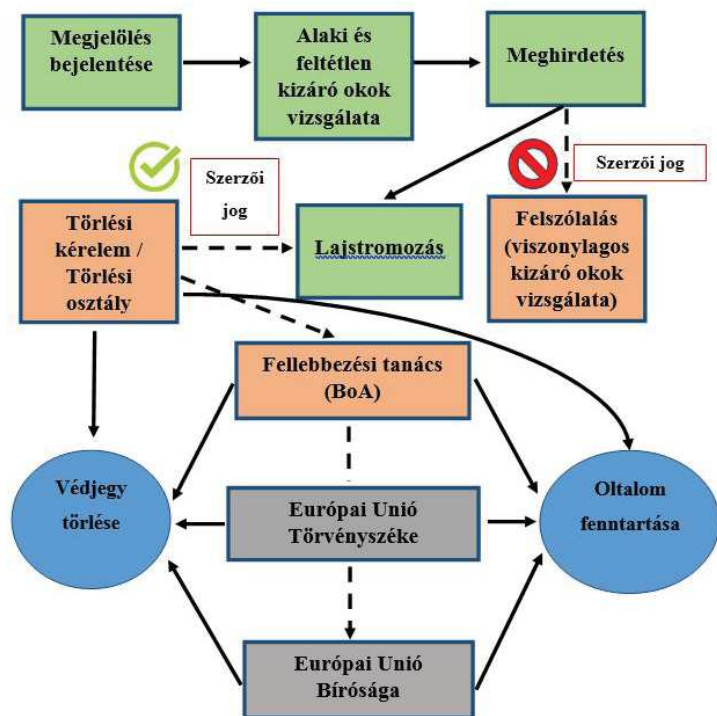 Megjelölés
bejelentése
Alaki és
feltétlen
kizáró okok
vizsgálata
Meghirdetés
Szerzői
jog
Szerzői jog
Törlési
kérelem /
Törlési
osztály
Lajstromozás
Felszólalás
(viszonylagos
kizáró okok
vizsgálata)
Fellebbezési tanács
(BoA)
Védjegy
törlése
Európai Unió
Törvényszéke
Oltalom
fenntartása
Európai Unió
Bírósága